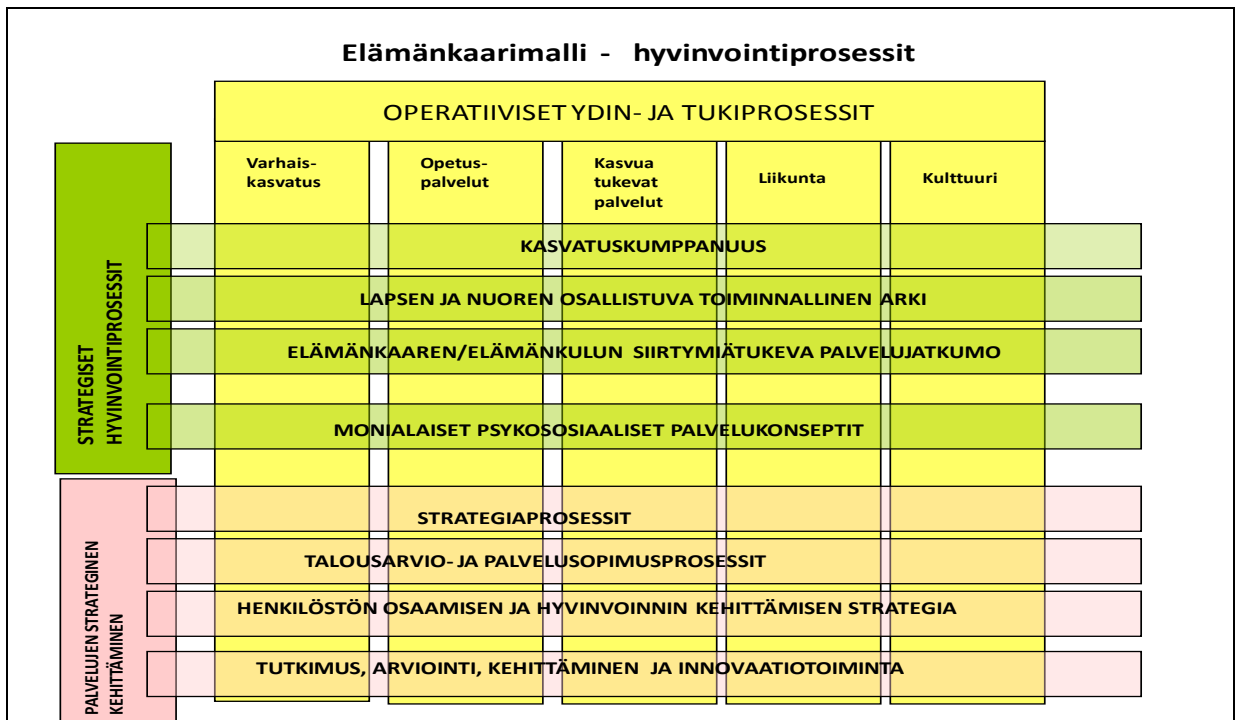 Elämänkaarimalli - hyvinvointiprosessit
OPERATIIVISET YDIN- JA TUKIPROSESSIT
Varhais-
kasvatus
Opetus-
palvelut
Kasvua
tukevat
palvelut
Liikunta
Kulttuuri
STRATEGISET
HYVINVOINTIPROSESSIT
KASVATUSKUMPPANUUS
LAPSEN JA NUOREN OSALLISTUVA TOIMINNALLINEN ARKI
ELÄMÄNKAAREN/ELÄMÄNKULUN SIIRTYMIÄTUKEVA PALVELUJATKUMO
MONIALAISET PSYKOSOSIAALISET PALVELUKONSEPTIT
PALVELUJEN STRATEGINEN
KEHITTÄMINEN
STRATEGIAPROSESSIT
TALOUSARVIO- JA PALVELUSOPIMUSPROSESSIT
HENKILÖSTÖN OSAAMISEN JA HYVINVOINNIN KEHITTÄMISEN STRATEGIA
TUTKIMUS, ARVIOINTI, KEHITTÄMINEN JA INNOVAATIOTOIMINTA